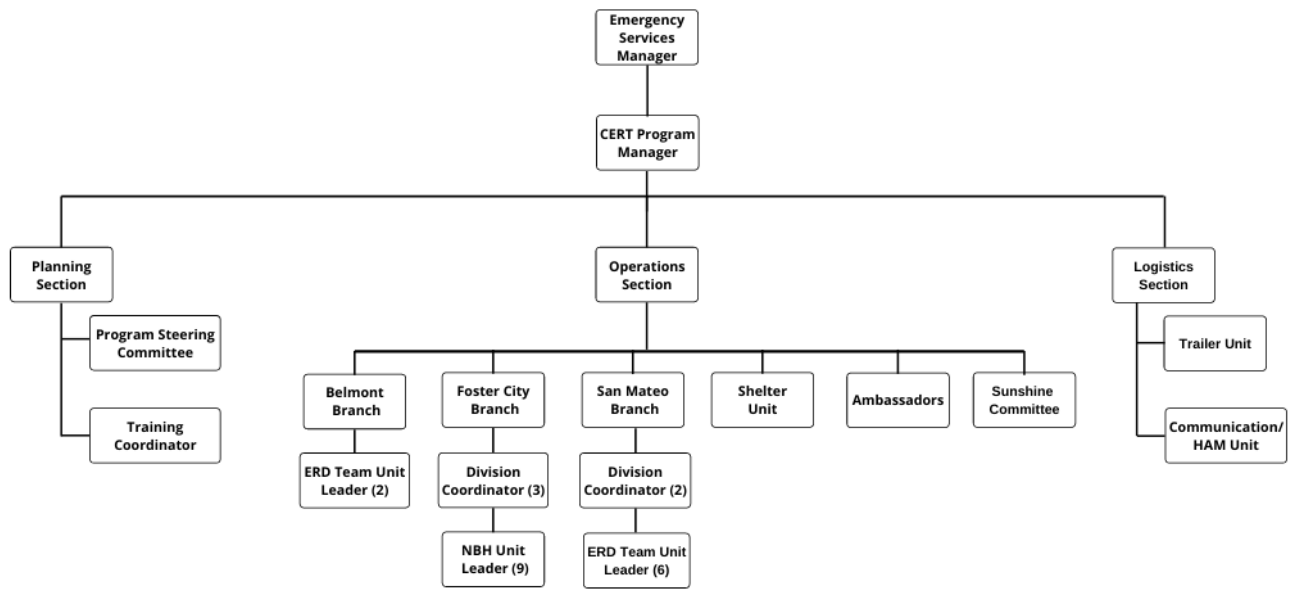 Emergency
Services
Manager
CERT Program
Manager
Planning
Section
Operations
Section
Logistics
Section
Program Steering
Committee
Training
Coordinator
Belmont
Branch
Foster City
Branch
San Mateo
Branch
Shelter
Unit
Ambassadors
Sunshine
Committee
ERD Team Unit
Leader (2)
Division
Coordinator (3)
Division
Coordinator (2)
NBH Unit
Leader (9)
ERD Team Unit
Leader (6)
Trailer Unit
Communication/
HAM Unit